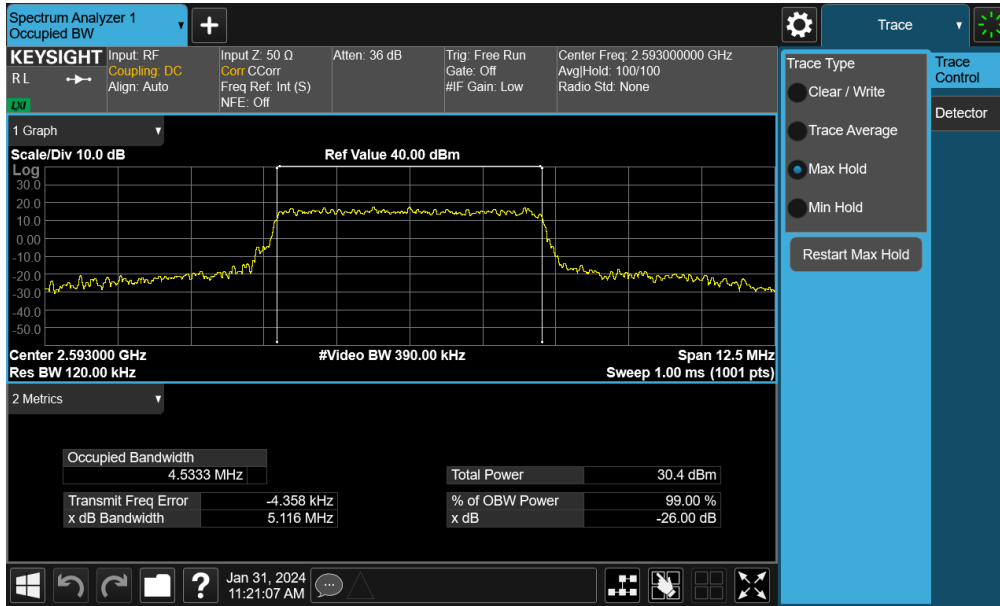 Spectrum Analyzer 1
Occupied BW
Trace
KEYSIGHT
RL
LXI
Input: RF
Coupling: DC
Align: Auto
Input Z: 50 Ω
Corr CCorr
Freq Ref: Int (S)
NFE: Off
Atten: 36 dB
Trig: Free Run
Gate: Off
#IF Gain: Low
Center Freq: 2.593000000 GHz
Avg|Hold: 100/100
Radio Std: None
1 Graph
Scale/Div 10.0 dB
Ref Value 40.00 dBm
Log
30.0
20.0
10.0
0.00
-10.0
-20.0
-30.0
-40.0
-50.0
Center 2.593000 GHz
#Video BW 390.00 kHz
Span 12.5 MHz
Res BW 120.00 kHz
Sweep 1.00 ms (1001 pts)
2 Metrics
Occupied Bandwidth
4.5333 MHz
Total Power 30.4 dBm
Transmit Freq Error -4.358 kHz
% of OBW Power 99.00 %
x dB Bandwidth 5.116 MHz
x dB -26.00 dB
Trace Type
Clear / Write
Trace Average
Max Hold
Min Hold
Restart Max Hold
Trace
Control
Detector
?
Jan 31, 2024
11:21:07 AM